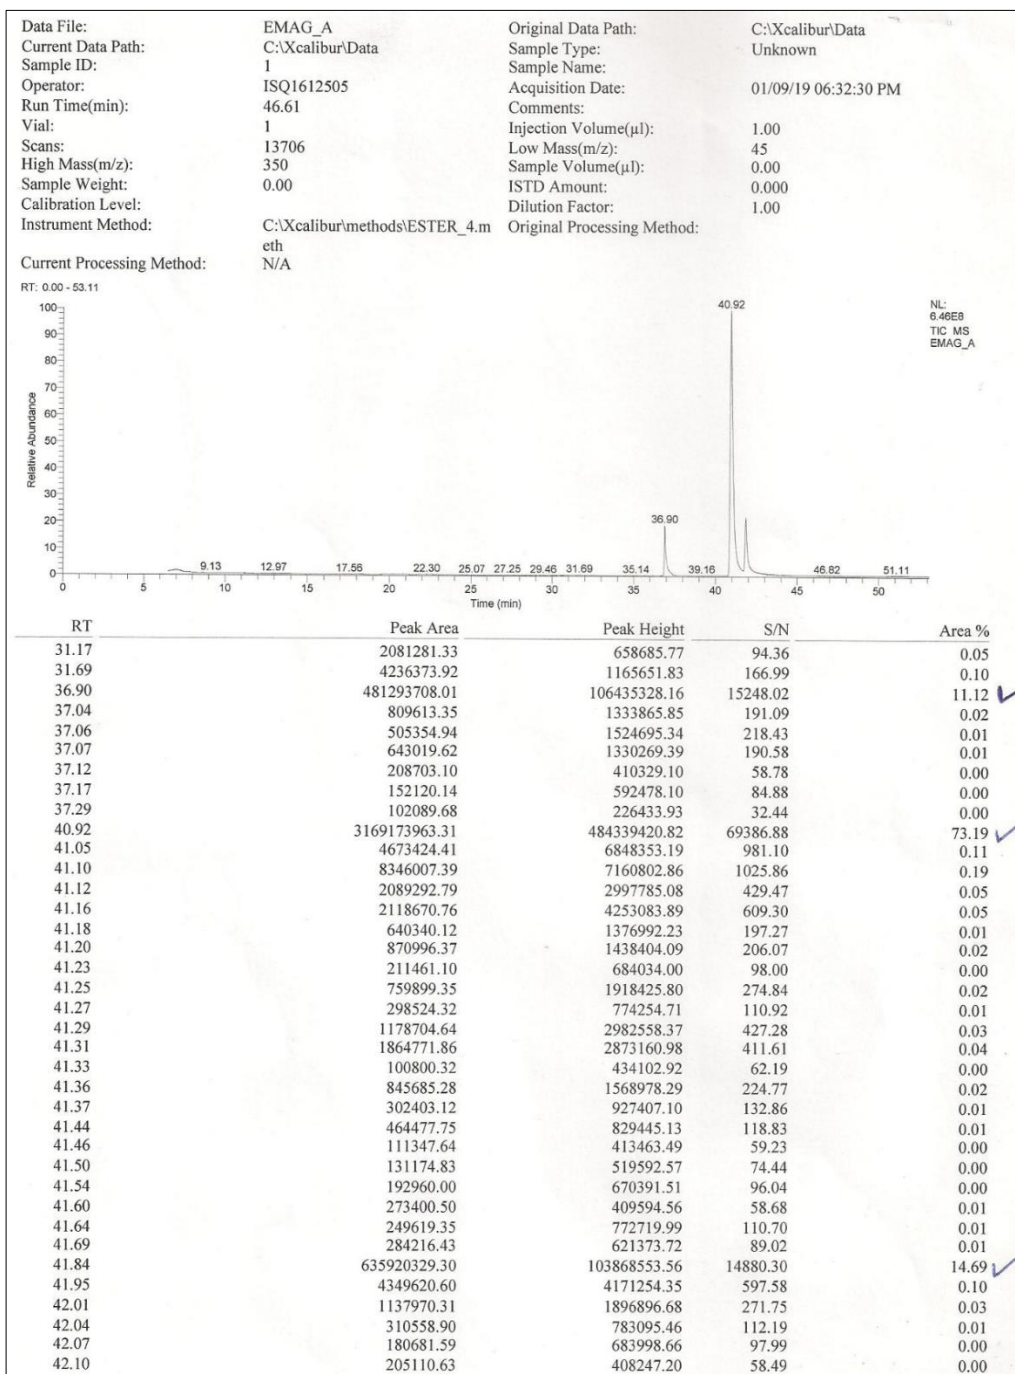 Data File: EMAG_A Original Data Path: C:\Xcalibur\Data
Current Data Path: C:\Xcalibur\Data Sample Type: Unknown
Sample ID: 1 Sample Name:
Operator: ISQ1612505 Acquisition Date: 01/09/19 06:32:30 PM
Run Time(min): 46.61 Comments:
Vial: 1 Injection Volume(µl): 1.00
Scans: 13706 Low Mass(m/z): 45
High Mass(m/z): 350 Sample Volume(µl): 0.00
Sample Weight: 0.00 ISTD Amount: 0.000
Calibration Level: Dilution Factor: 1.00
Instrument Method: C:\Xcalibur\methods\ESTER_4.m Original Processing Method:
eth
Current Processing Method: N/A
RT: 0.00 - 53.11
NL:
6.46E8
TIC MS
EMAG_A
Relative Abundance
100
90
80
70
60
50
40
30
20
10
0
40.92
36.90
9.13 12.97 17.56 22.30 25.07 27.25 29.46 31.69 35.14 39.16 46.82 51.11
0 5 10 15 20 25 30 35 40 45 50
Time (min)
RT Peak Area Peak Height S/N Area %
31.17 2081281.33 658685.77 94.36 0.05
31.69 4236373.92 1165651.83 166.99 0.10
36.90 481293708.01 106435328.16 15248.02 11.12
37.04 809613.35 1333865.85 191.09 0.02
37.06 505354.94 1524695.34 218.43 0.01
37.07 643019.62 1330269.39 190.58 0.01
37.12 208703.10 410329.10 58.78 0.00
37.17 152120.14 592478.10 84.88 0.00
37.29 102089.68 226433.93 32.44 0.00
40.92 3169173963.31 484339420.82 69386.88 73.19
41.05 4673424.41 6848353.19 981.10 0.11
41.10 8346007.39 7160802.86 1025.86 0.19
41.12 2089292.79 2997785.08 429.47 0.05
41.16 2118670.76 4253083.89 609.30 0.05
41.18 640340.12 1376992.23 197.27 0.01
41.20 870996.37 1438404.09 206.07 0.02
41.23 211461.10 684034.00 98.00 0.00
41.25 759899.35 1918425.80 274.84 0.02
41.27 298524.32 774254.71 110.92 0.01
41.29 1178704.64 2982558.37 427.28 0.03
41.31 1864771.86 2873160.98 411.61 0.04
41.33 100800.32 434102.92 62.19 0.00
41.36 845685.28 1568978.29 224.77 0.02
41.37 302403.12 927407.10 132.86 0.01
41.44 464477.75 829445.13 118.83 0.01
41.46 111347.64 413463.49 59.23 0.00
41.50 131174.83 519592.57 74.44 0.00
41.54 192960.00 670391.51 96.04 0.00
41.60 273400.50 409594.56 58.68 0.01
41.64 249619.35 772719.99 110.70 0.01
41.69 284216.43 621373.72 89.02 0.01
41.84 635920329.30 103868553.56 14880.30 14.69
41.95 4349620.60 4171254.35 597.58 0.10
42.01 1137970.31 1896896.68 271.75 0.03
42.04 310558.90 783095.46 112.19 0.01
42.07 180681.59 683998.66 97.99 0.00
42.10 205110.63 408247.20 58.49 0.00